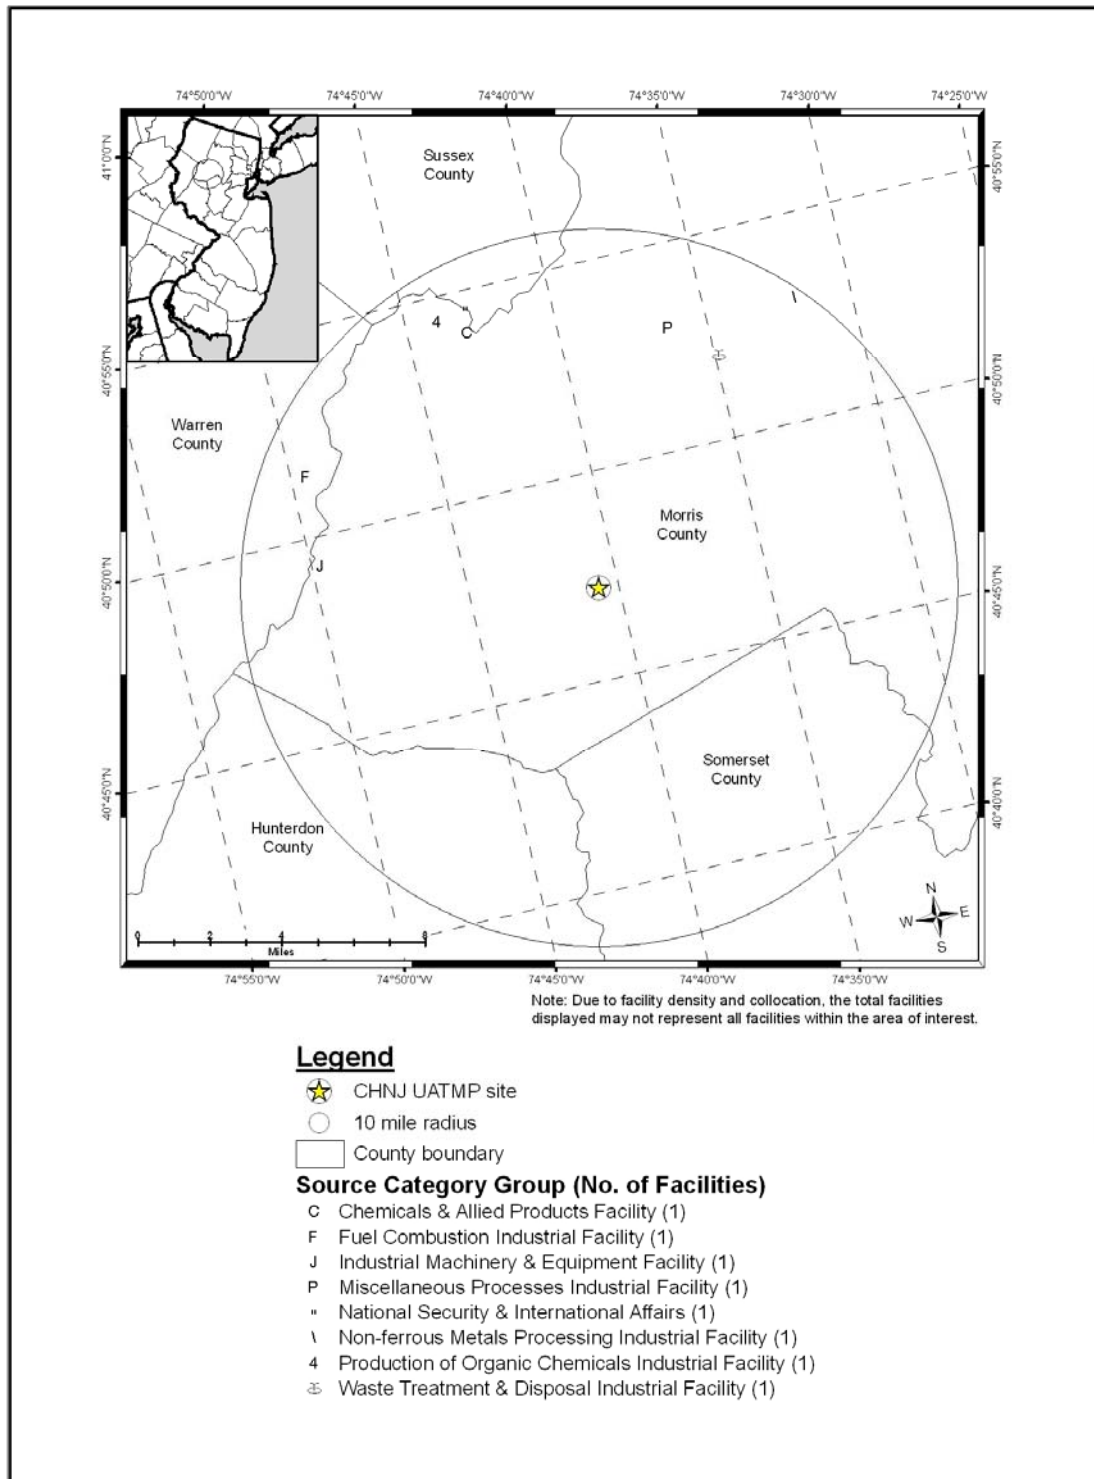 74°50'0"W 74°45'0"W 74°40'0"W 74°35'0"W 74°30'0"W 74°25'0"W
41°0'0"N
40°55'0"N
Sussex
County
4
"
C
P
\
40°55'0"N
40°50'0"N
Warren
County
F
Morris
County
J
40°50'0"N
40°45'0"N
Somerset
County
40°45'0"N
40°40'0"N
Hunterdon
County
N
W E
S
0 2 4 8
Miles
74°55'0"W 74°50'0"W 74°45'0"W 74°40'0"W 74°35'0"W
Note: Due to facility density and collocation, the total facilities
displayed may not represent all facilities within the area of interest.
Legend
CHNJ UATMP site
10 mile radius
County boundary
Source Category Group (No. of Facilities)
C Chemicals & Allied Products Facility (1)
F Fuel Combustion Industrial Facility (1)
J Industrial Machinery & Equipment Facility (1)
P Miscellaneous Processes Industrial Facility (1)
" National Security & International Affairs (1)
\ Non-ferrous Metals Processing Industrial Facility (1)
4 Production of Organic Chemicals Industrial Facility (1)
Waste Treatment & Disposal Industrial Facility (1)